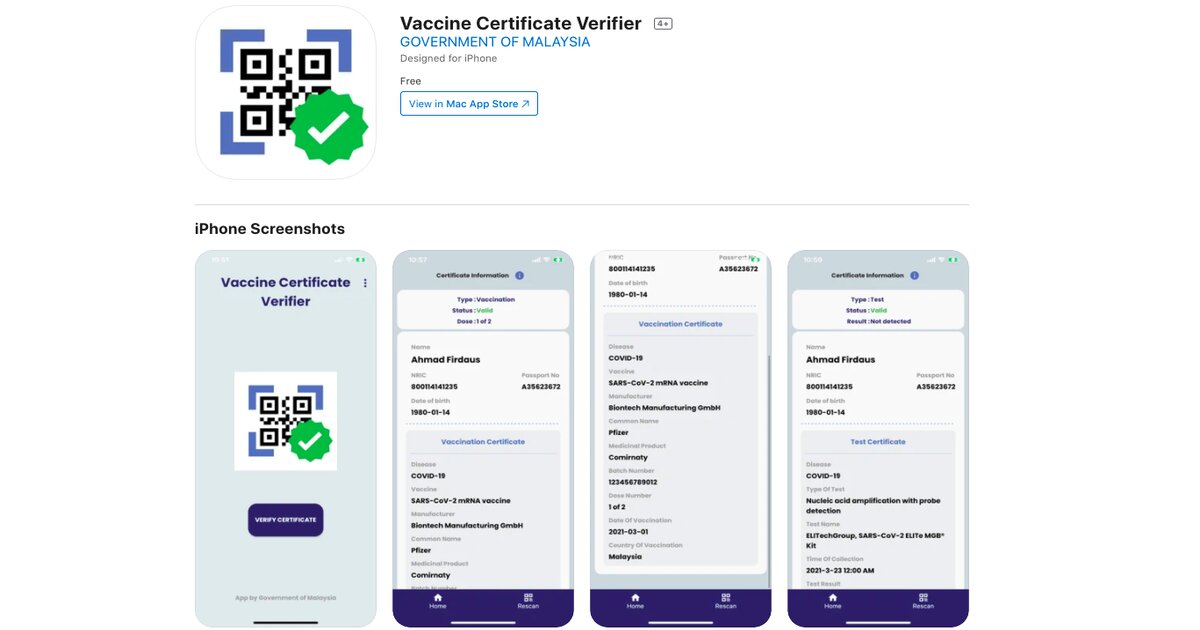 Vaccine Certificate Verifier 4+
GOVERNMENT OF MALAYSIA
Designed for iPhone
Free
View in Mac App Store ↗
iPhone Screenshots
10:51
Vaccine Certificate
Verifier
VERIFY CERTIFICATE
App by Government of Malaysia
10:57
Certificate Information i
Type : Vaccination
Status : Valid
Dose : 1 of 2
Name
Ahmad Firdaus
NRIC Passport No
800114141235 A35623672
Date of birth
1980-01-14
Vaccination Certificate
Disease
COVID-19
Vaccine
SARS-CoV-2 mRNA vaccine
Manufacturer
Biontech Manufacturing GmbH
Common Name
Pfizer
Medicinal Product
Comirnaty
Batch Number
Home Rescan
NRIC Passport No
800114141235 A35623672
Date of birth
1980-01-14
Vaccination Certificate
Disease
COVID-19
Vaccine
SARS-CoV-2 mRNA vaccine
Manufacturer
Biontech Manufacturing GmbH
Common Name
Pfizer
Medicinal Product
Comirnaty
Batch Number
123456789012
Dose Number
1 of 2
Date Of Vaccination
2021-03-01
Country Of Vaccination
Malaysia
Home Rescan
10:59
Certificate Information i
Type : Test
Status : Valid
Result : Not detected
Name
Ahmad Firdaus
NRIC Passport No
800114141235 A35623672
Date of birth
1980-01-14
Test Certificate
Disease
COVID-19
Type Of Test
Nucleic acid amplification with probe
detection
Test Name
ELITechGroup, SARS-CoV-2 ELITe MGB®
Kit
Time Of Collection
2021-3-23 12:00 AM
Test Result
Home Rescan